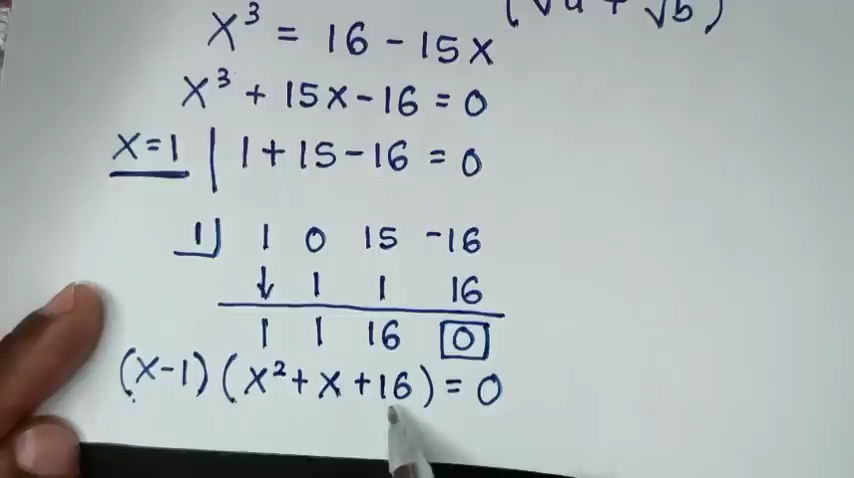 (√a + √b)
x³ = 16 - 15x
x³ + 15x - 16 = 0
x=1 | 1 + 15 - 16 = 0
1 1 0 15 -16
↓ 1 1 16
1 1 16 0
(x-1)(x² + x + 16) = 0